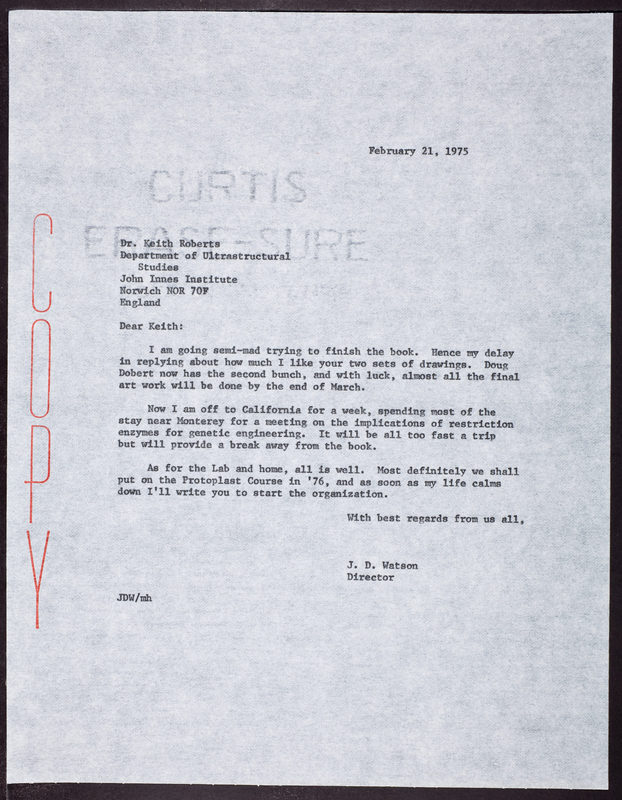 February 21, 1975
CURTIS
ERASE-SURE
COPY
Dr. Keith Roberts
Department of Ultrastructural
Studies
John Innes Institute
Norwich NOR 70F
England
Dear Keith:
I am going semi-mad trying to finish the book. Hence my delay
in replying about how much I like your two sets of drawings. Doug
Dobert now has the second bunch, and with luck, almost all the final
art work will be done by the end of March.
Now I am off to California for a week, spending most of the
stay near Monterey for a meeting on the implications of restriction
enzymes for genetic engineering. It will be all too fast a trip
but will provide a break away from the book.
As for the Lab and home, all is well. Most definitely we shall
put on the Protoplast Course in '76, and as soon as my life calms
down I'll write you to start the organization.
With best regards from us all,
J. D. Watson
Director
JDW/mh